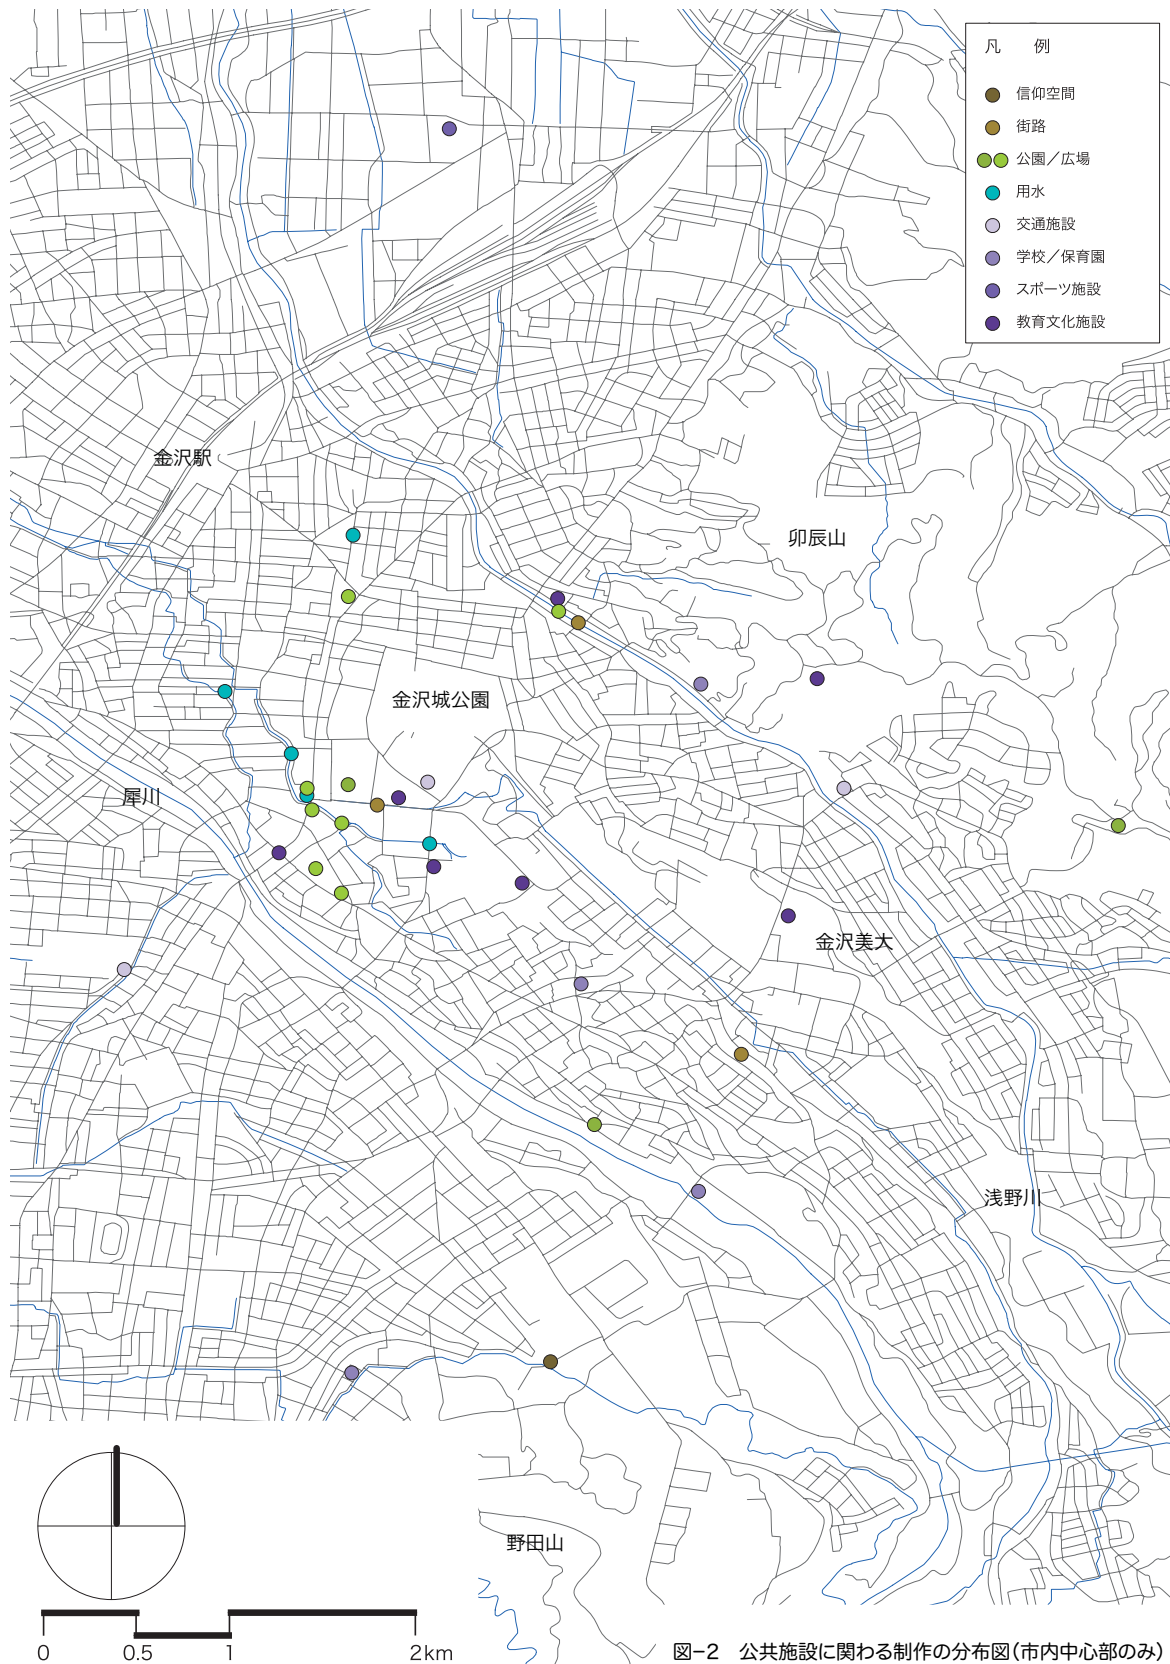 凡　例
信仰空間
街路
公園／広場
用水
交通施設
学校／保育園
スポーツ施設
教育文化施設
金沢駅
卯辰山
金沢城公園
犀川
金沢美大
浅野川
野田山
0 0.5 1 2km
図−2　公共施設に関わる制作の分布図（市内中心部のみ）